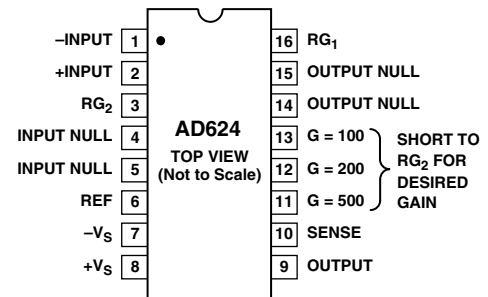 –INPUT 1
+INPUT 2
RG2 3
INPUT NULL 4
INPUT NULL 5
REF 6
–VS 7
+VS 8
AD624
TOP VIEW
(Not to Scale)
16 RG1
15 OUTPUT NULL
14 OUTPUT NULL
13 G = 100
12 G = 200
11 G = 500
10 SENSE
9 OUTPUT
SHORT TO
RG2 FOR
DESIRED
GAIN